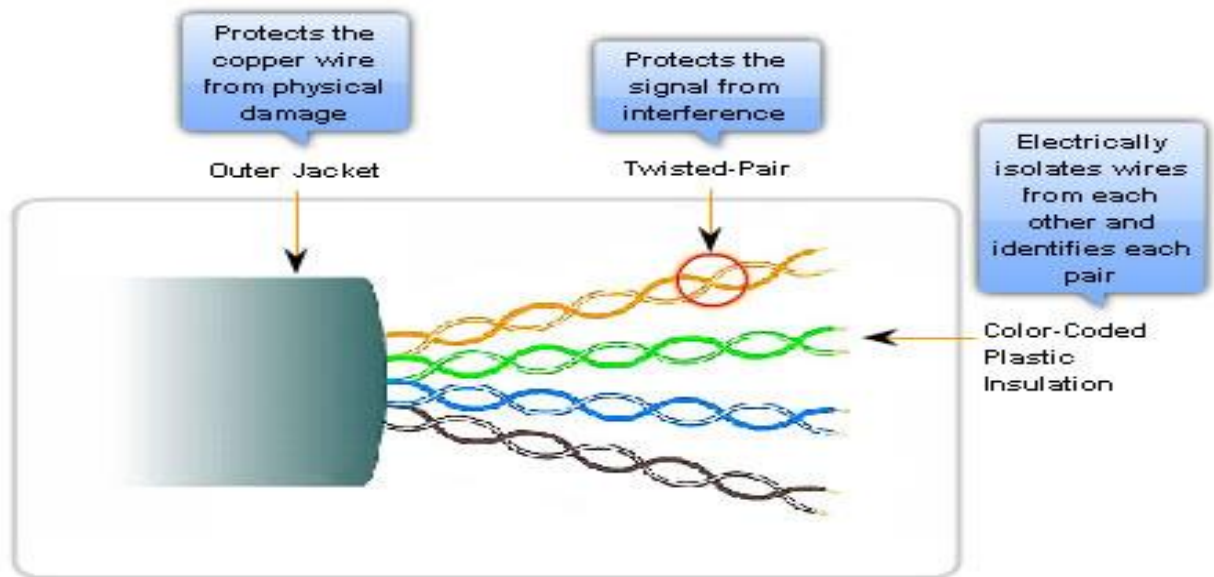 Protects the
copper wire
from physical
damage
Outer Jacket
Protects the
signal from
interference
Twisted-Pair
Electrically
isolates wires
from each
other and
identifies each
pair
Color-Coded
Plastic
Insulation